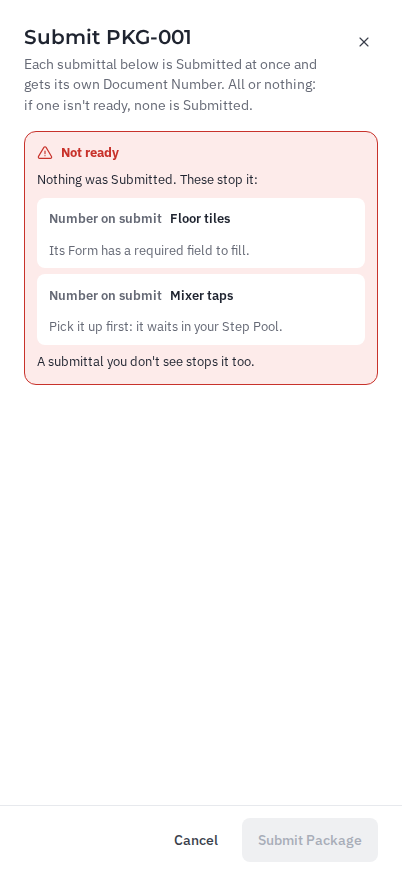 Submit PKG-001
Each submittal below is Submitted at once and
gets its own Document Number. All or nothing:
if one isn't ready, none is Submitted.
Not ready
Nothing was Submitted. These stop it:
Number on submit Floor tiles
Its Form has a required field to fill.
Number on submit Mixer taps
Pick it up first: it waits in your Step Pool.
A submittal you don't see stops it too.
Cancel Submit Package